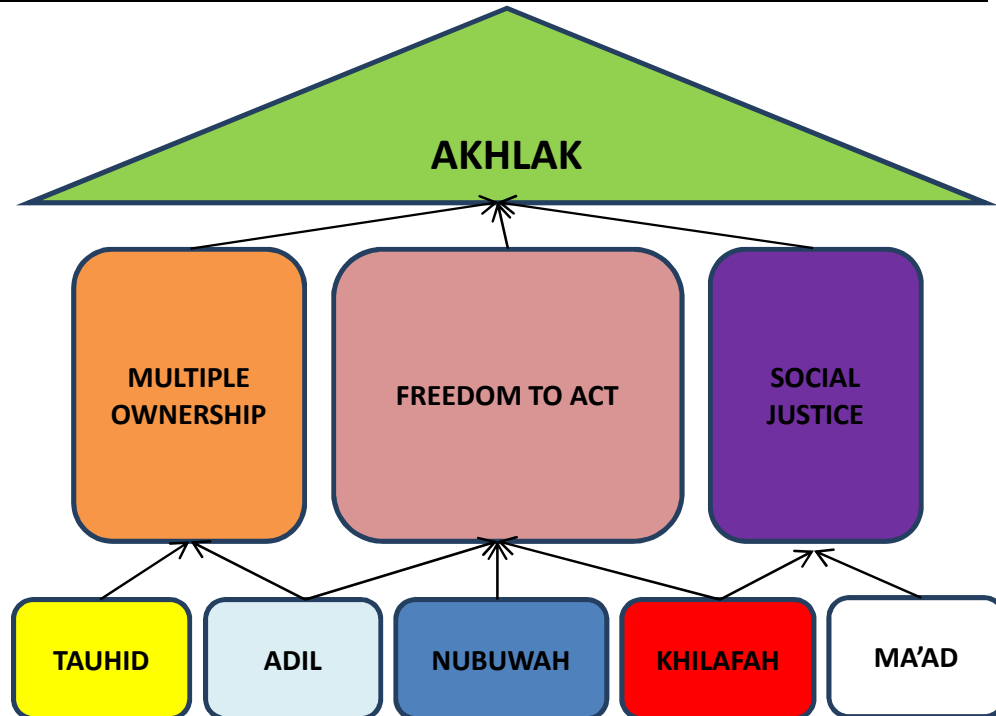 AKHLAK
MULTIPLE
OWNERSHIP
FREEDOM TO ACT
SOCIAL
JUSTICE
TAUHID
ADIL
NUBUWAH
KHILAFAH
MA’AD